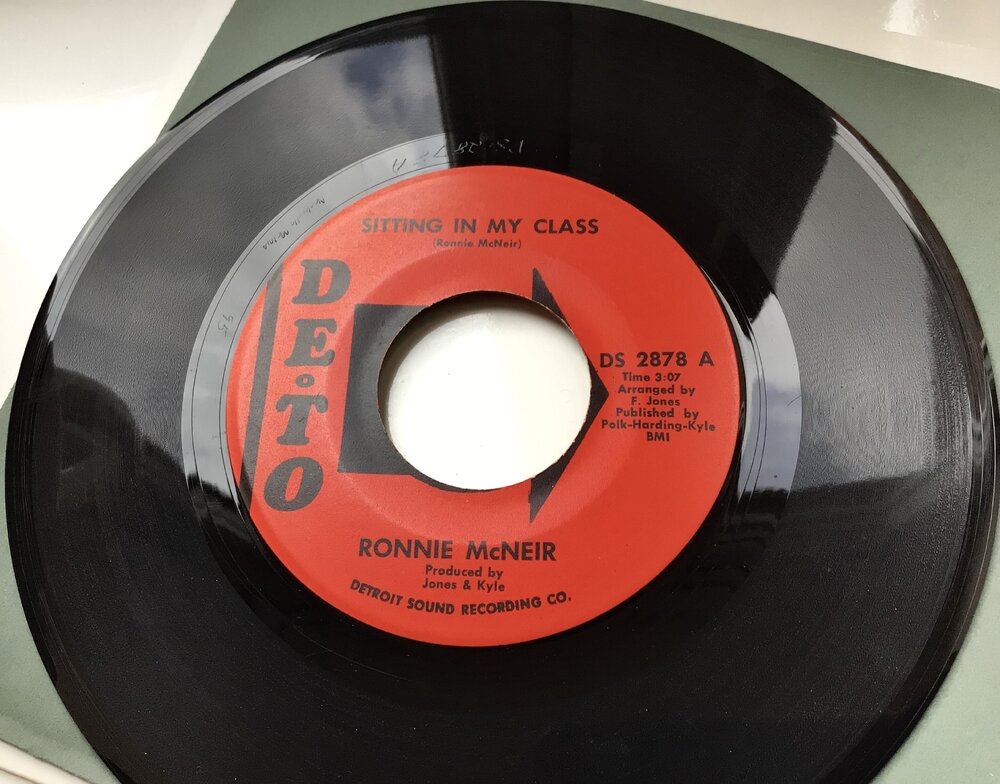 SITTING IN MY CLASS
(Ronnie McNeir)
DE•TO
DS 2878 A
Time 3:07
Arranged by
F. Jones
Published by
Polk-Harding-Kyle
BMI
RONNIE McNEIR
Produced by
Jones & Kyle
DETROIT SOUND RECORDING CO.